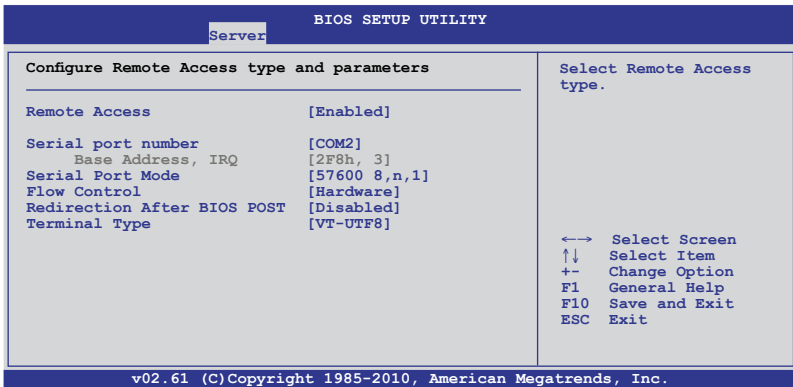 BIOS SETUP UTILITY
Server
Configure Remote Access type and parameters
Remote Access [Enabled]
Serial port number [COM2]
Base Address, IRQ [2F8h, 3]
Serial Port Mode [57600 8,n,1]
Flow Control [Hardware]
Redirection After BIOS POST [Disabled]
Terminal Type [VT-UTF8]
Select Remote Access
type.
←→ Select Screen
↑↓ Select Item
+- Change Option
F1 General Help
F10 Save and Exit
ESC Exit
v02.61 (C)Copyright 1985-2010, American Megatrends, Inc.